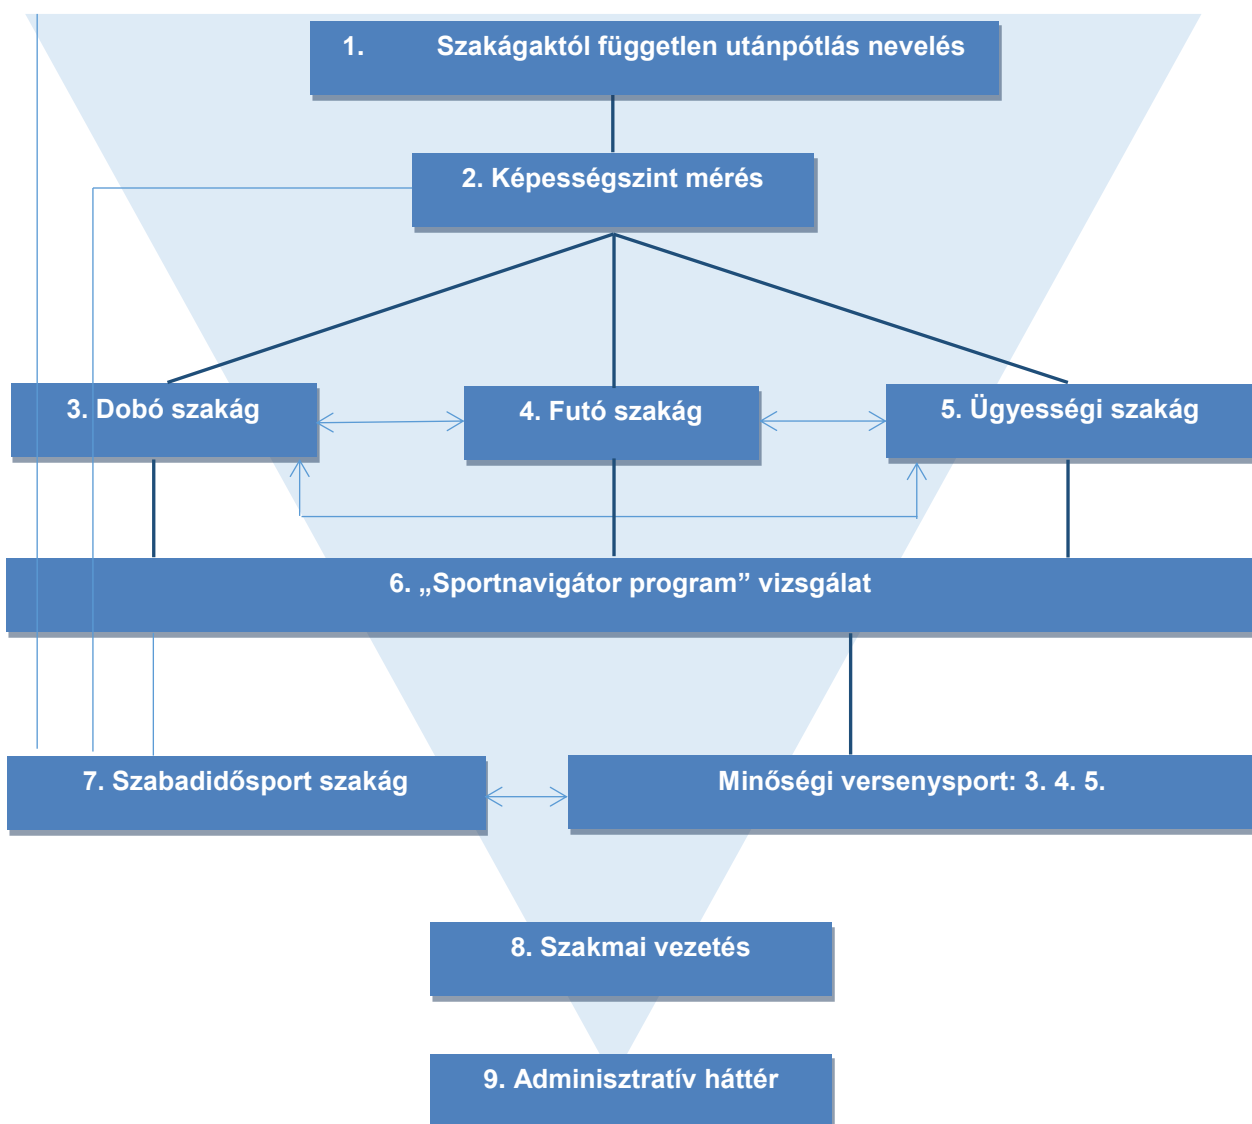 1. Szakágaktól független utánpótlás nevelés
2. Képességszint mérés
3. Dobó szakág
4. Futó szakág
5. Ügyességi szakág
6. „Sportnavigátor program” vizsgálat
7. Szabadidősport szakág
Minőségi versenysport: 3. 4. 5.
8. Szakmai vezetés
9. Adminisztratív háttér